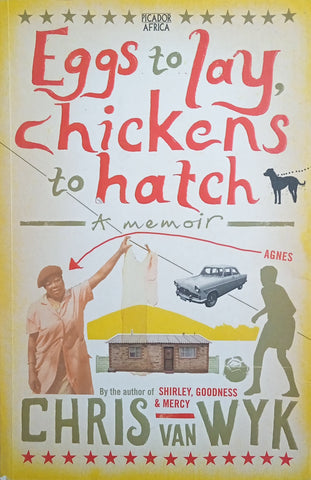 PICADOR
AFRICA
Eggs to lay,
chickens
to hatch
A memoir
AGNES
By the author of SHIRLEY, GOODNESS
& MERCY
CHRIS VAN WYK